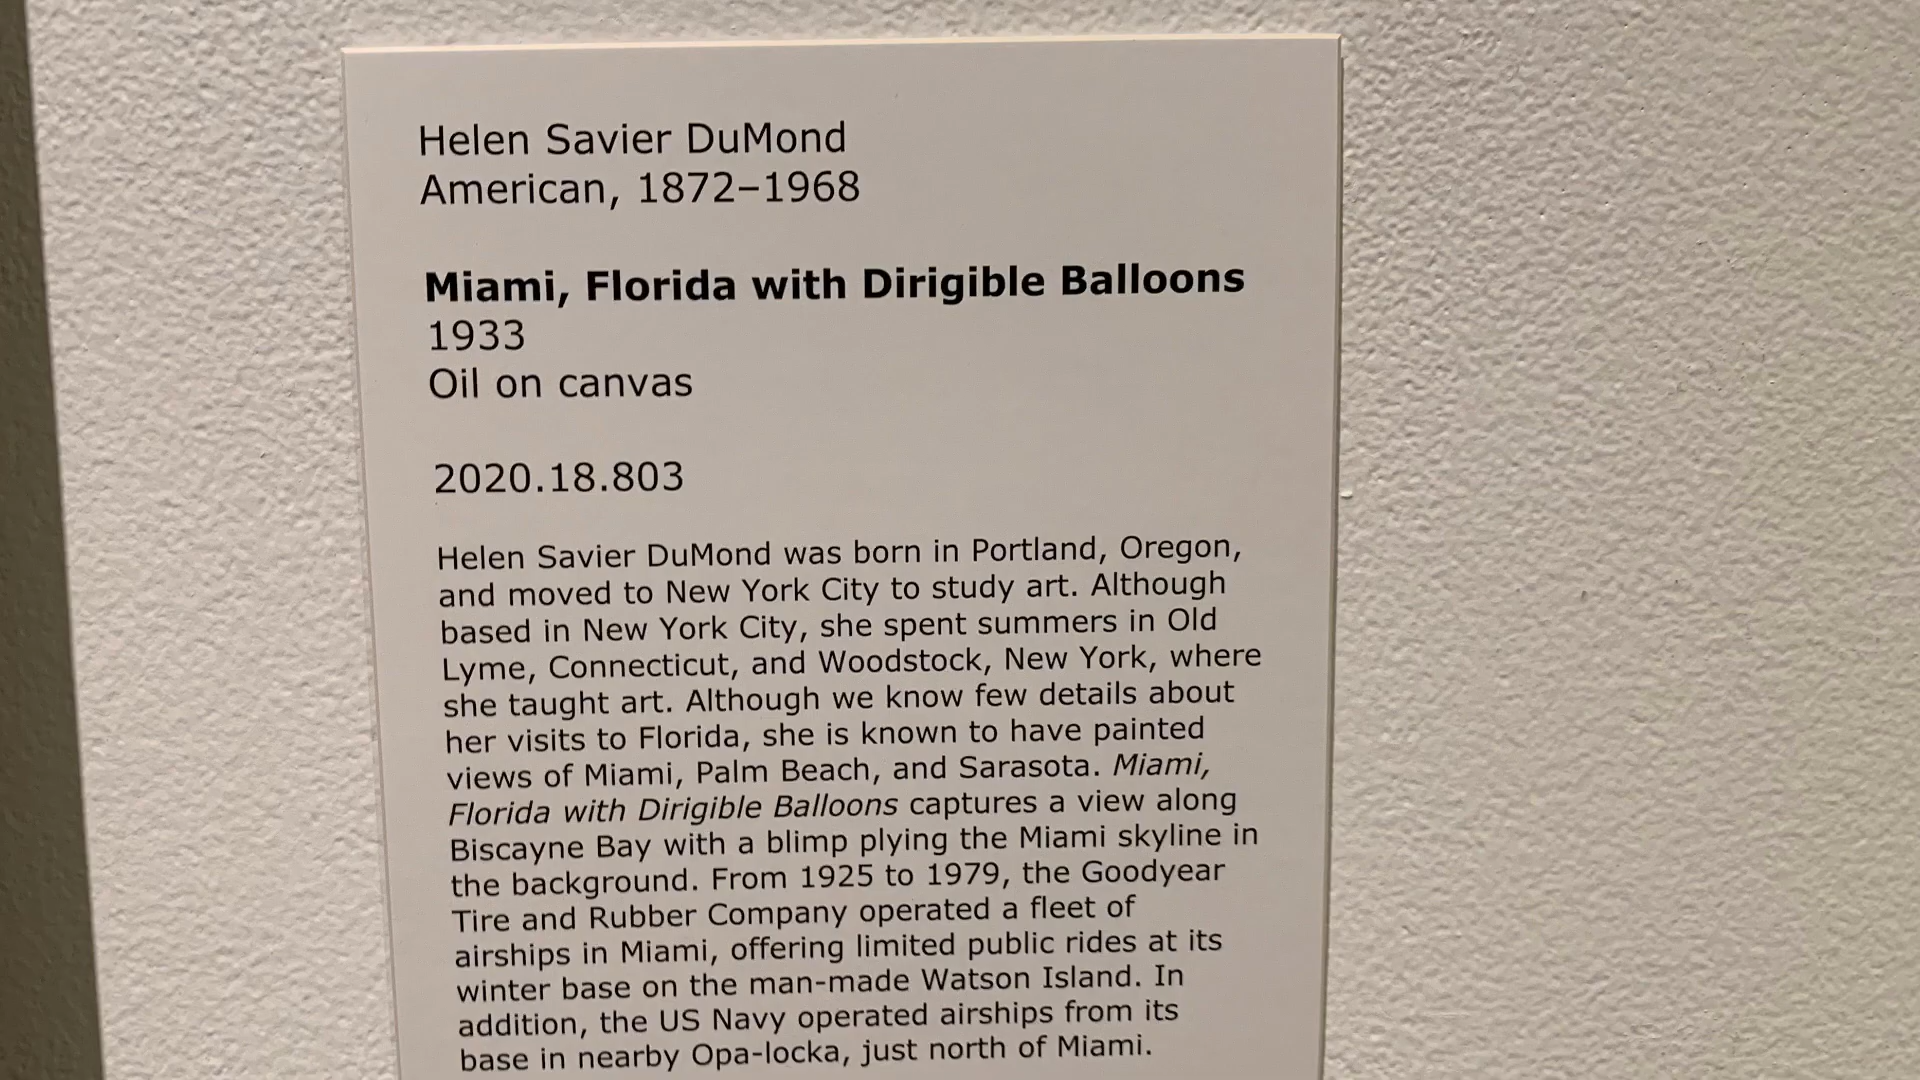 Helen Savier DuMond
American, 1872–1968
Miami, Florida with Dirigible Balloons
1933
Oil on canvas
2020.18.803
Helen Savier DuMond was born in Portland, Oregon,
and moved to New York City to study art. Although
based in New York City, she spent summers in Old
Lyme, Connecticut, and Woodstock, New York, where
she taught art. Although we know few details about
her visits to Florida, she is known to have painted
views of Miami, Palm Beach, and Sarasota. Miami,
Florida with Dirigible Balloons captures a view along
Biscayne Bay with a blimp plying the Miami skyline in
the background. From 1925 to 1979, the Goodyear
Tire and Rubber Company operated a fleet of
airships in Miami, offering limited public rides at its
winter base on the man-made Watson Island. In
addition, the US Navy operated airships from its
base in nearby Opa-locka, just north of Miami.